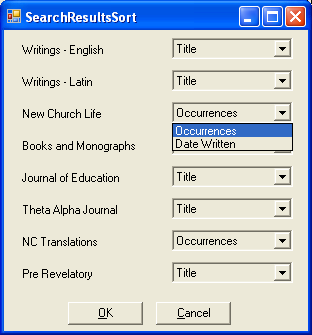 SearchResultsSort
Writings - English Title
Writings - Latin Title
New Church Life Occurrences
Occurrences
Date Written
Books and Monographs
Journal of Education Title
Theta Alpha Journal Title
NC Translations Occurrences
Pre Revelatory Title
OK Cancel